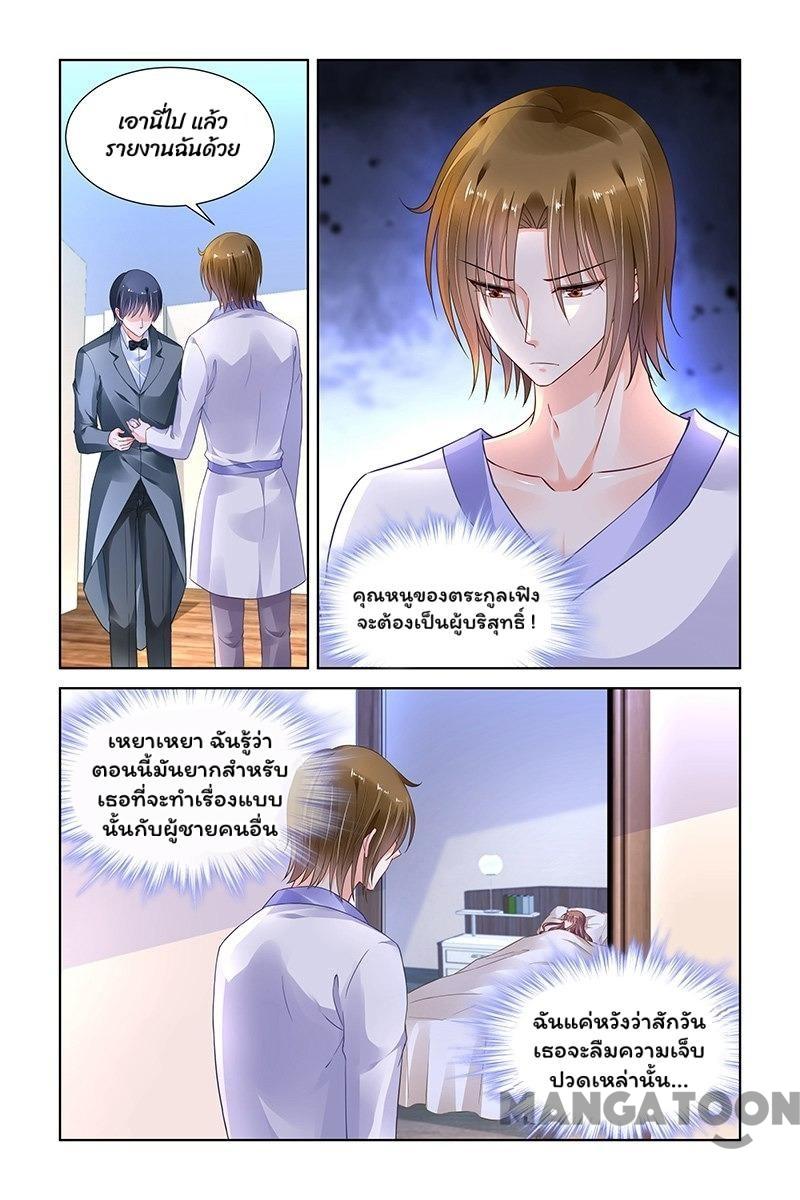 เอานี่ไป แล้ว
รายงานฉันด้วย
คุณหนูของตระกูลเฟิง
จะต้องเป็นผู้บริสุทธิ์ !
เหยาเหยา ฉันรู้ว่า
ตอนนี้มันยากสำหรับ
เธอที่จะทำเรื่องแบบ
นั้นกับผู้ชายคนอื่น
ฉันแค่หวังว่าสักวัน
เธอจะลืมความเจ็บ
ปวดเหล่านั้น...
MANGATOON